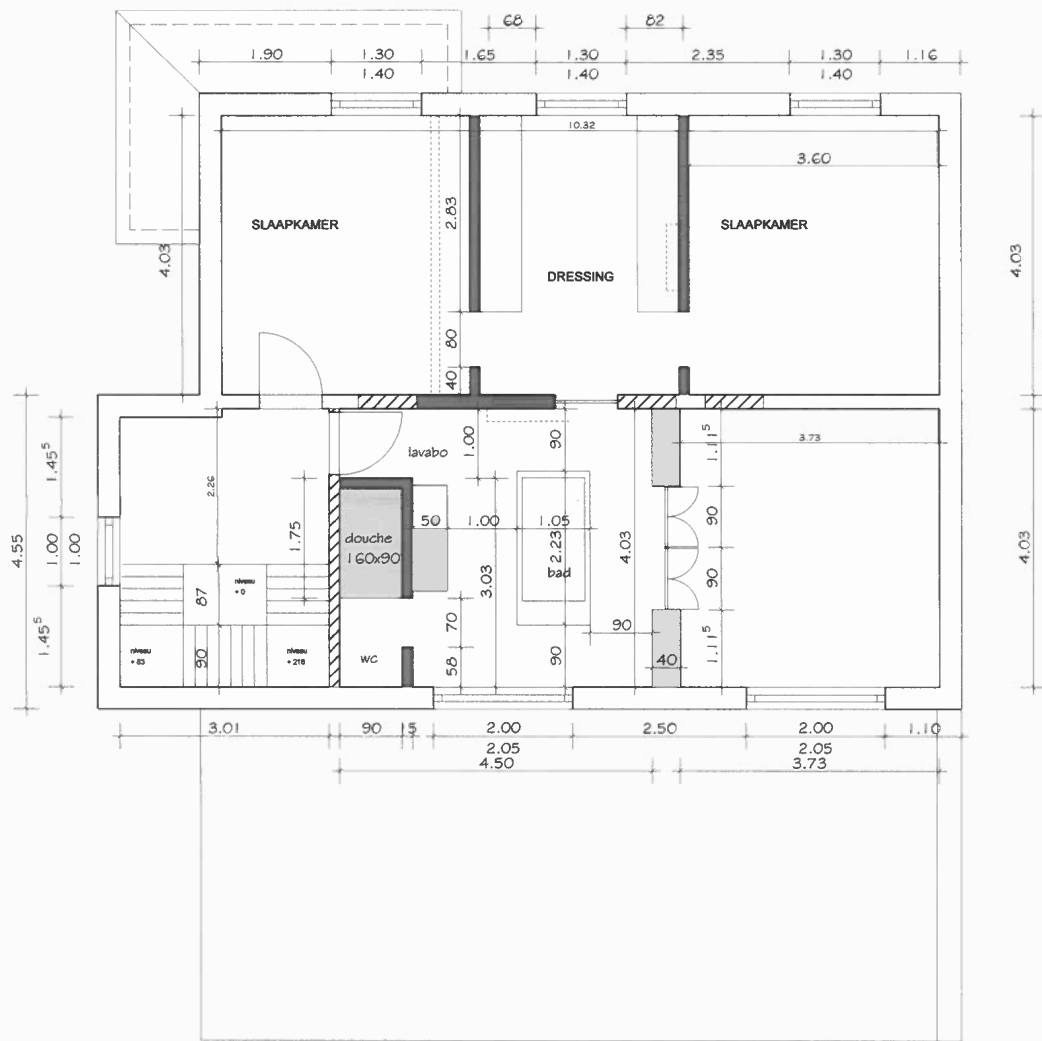 68 82
1.90 1.30 1.65 1.30 2.35 1.30 1.16
1.40 1.40 1.40
10.32
3.60
4.03
2.83
SLAAPKAMER
DRESSING
SLAAPKAMER
4.03
80
40
4.55
1.45⁵
1.00
1.00
1.45⁵
2.26
1.75
lavabo
1.00
90
1.11⁵
3.73
douche
160x90
50
1.00
1.05
2.23
bad
3.03
4.03
90
90
4.03
niveau
+ 0
87
90
niveau
+ 83
niveau
+ 216
wc
70
58
90
90
40
1.11⁵
3.01 90 15 2.00 2.50 2.00 1.10
2.05 2.05
4.50 3.73